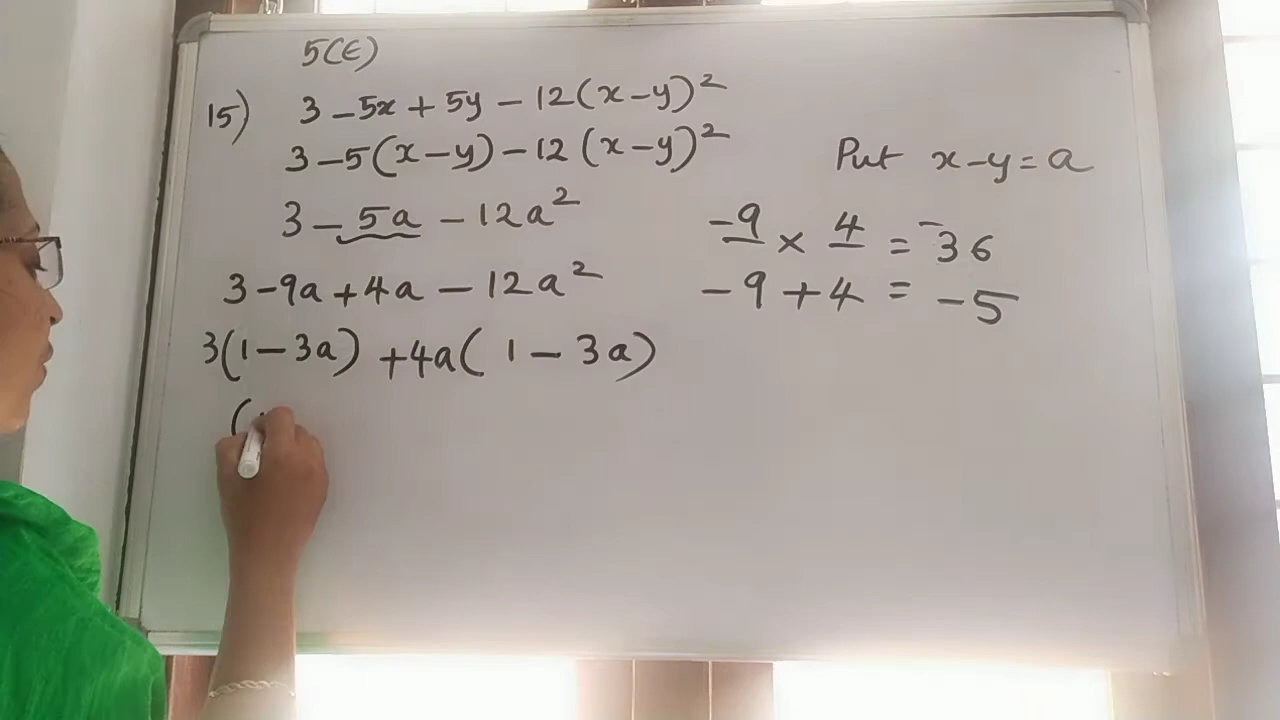 5(E)
15) 3 - 5x + 5y - 12(x-y)²
3 - 5(x-y) - 12(x-y)²
Put x-y = a
3 - 5a - 12a²
-9 × 4 = -36
3 - 9a + 4a - 12a²
-9 + 4 = -5
3(1 - 3a) + 4a(1 - 3a)
(